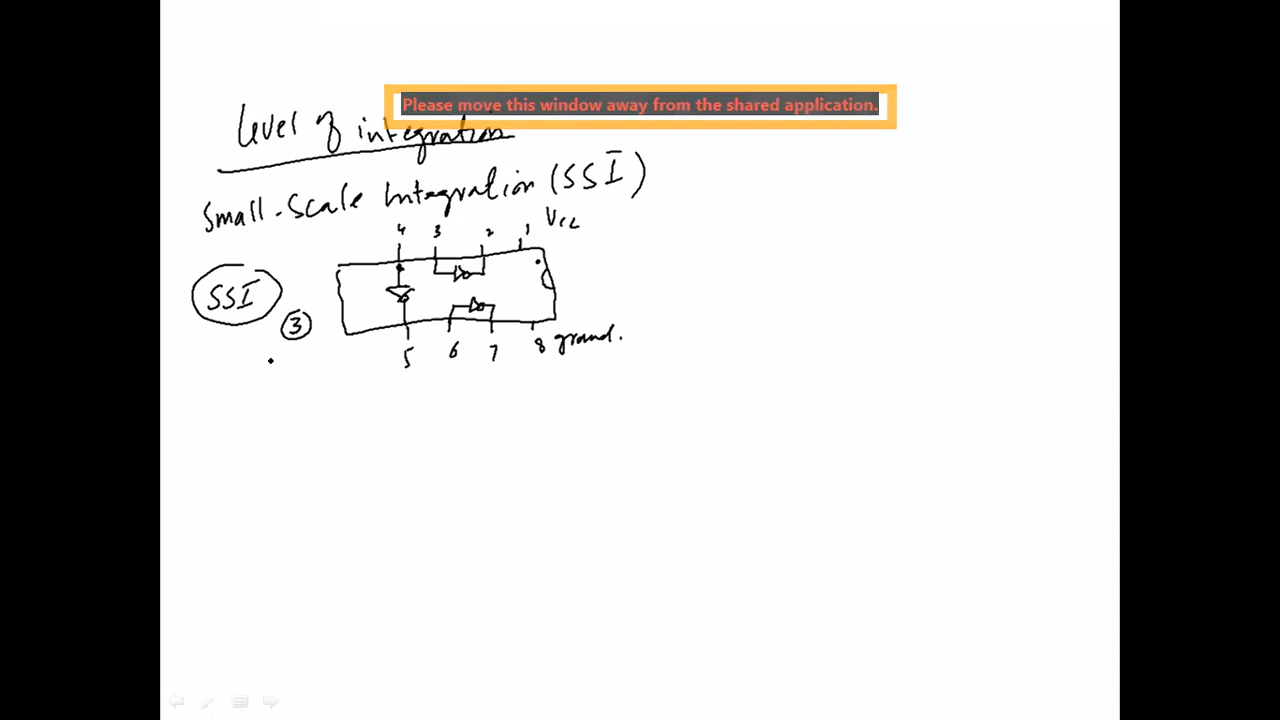 Please move this window away from the shared application.
level of integration
Small-Scale Integration (SSI)
4 3 2 1 Vcc
SSI
3
5 6 7 8 ground.